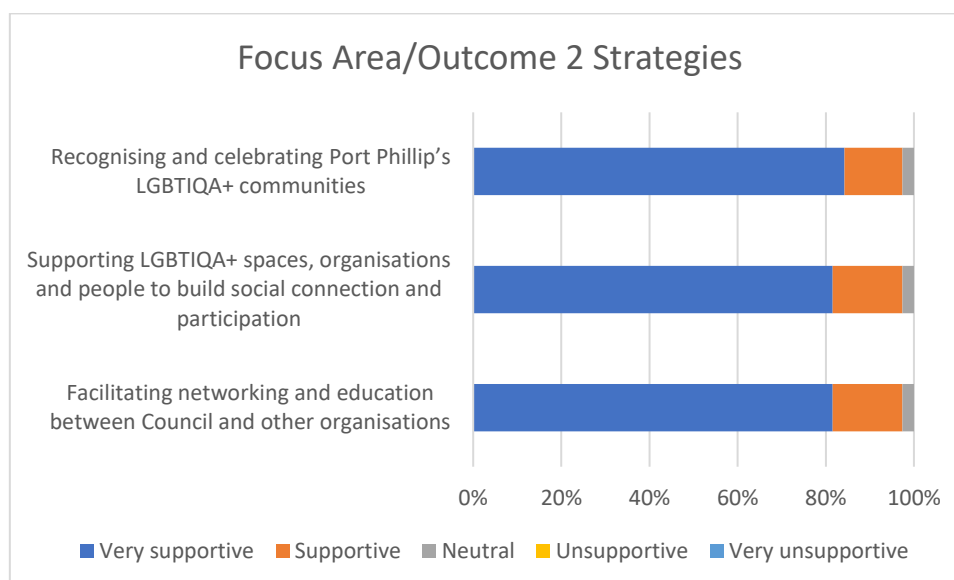 Focus Area/Outcome 2 Strategies
Recognising and celebrating Port Phillip’s
LGBTIQA+ communities
Supporting LGBTIQA+ spaces, organisations
and people to build social connection and
participation
Facilitating networking and education
between Council and other organisations
0% 20% 40% 60% 80% 100%
Very supportive Supportive Neutral Unsupportive Very unsupportive